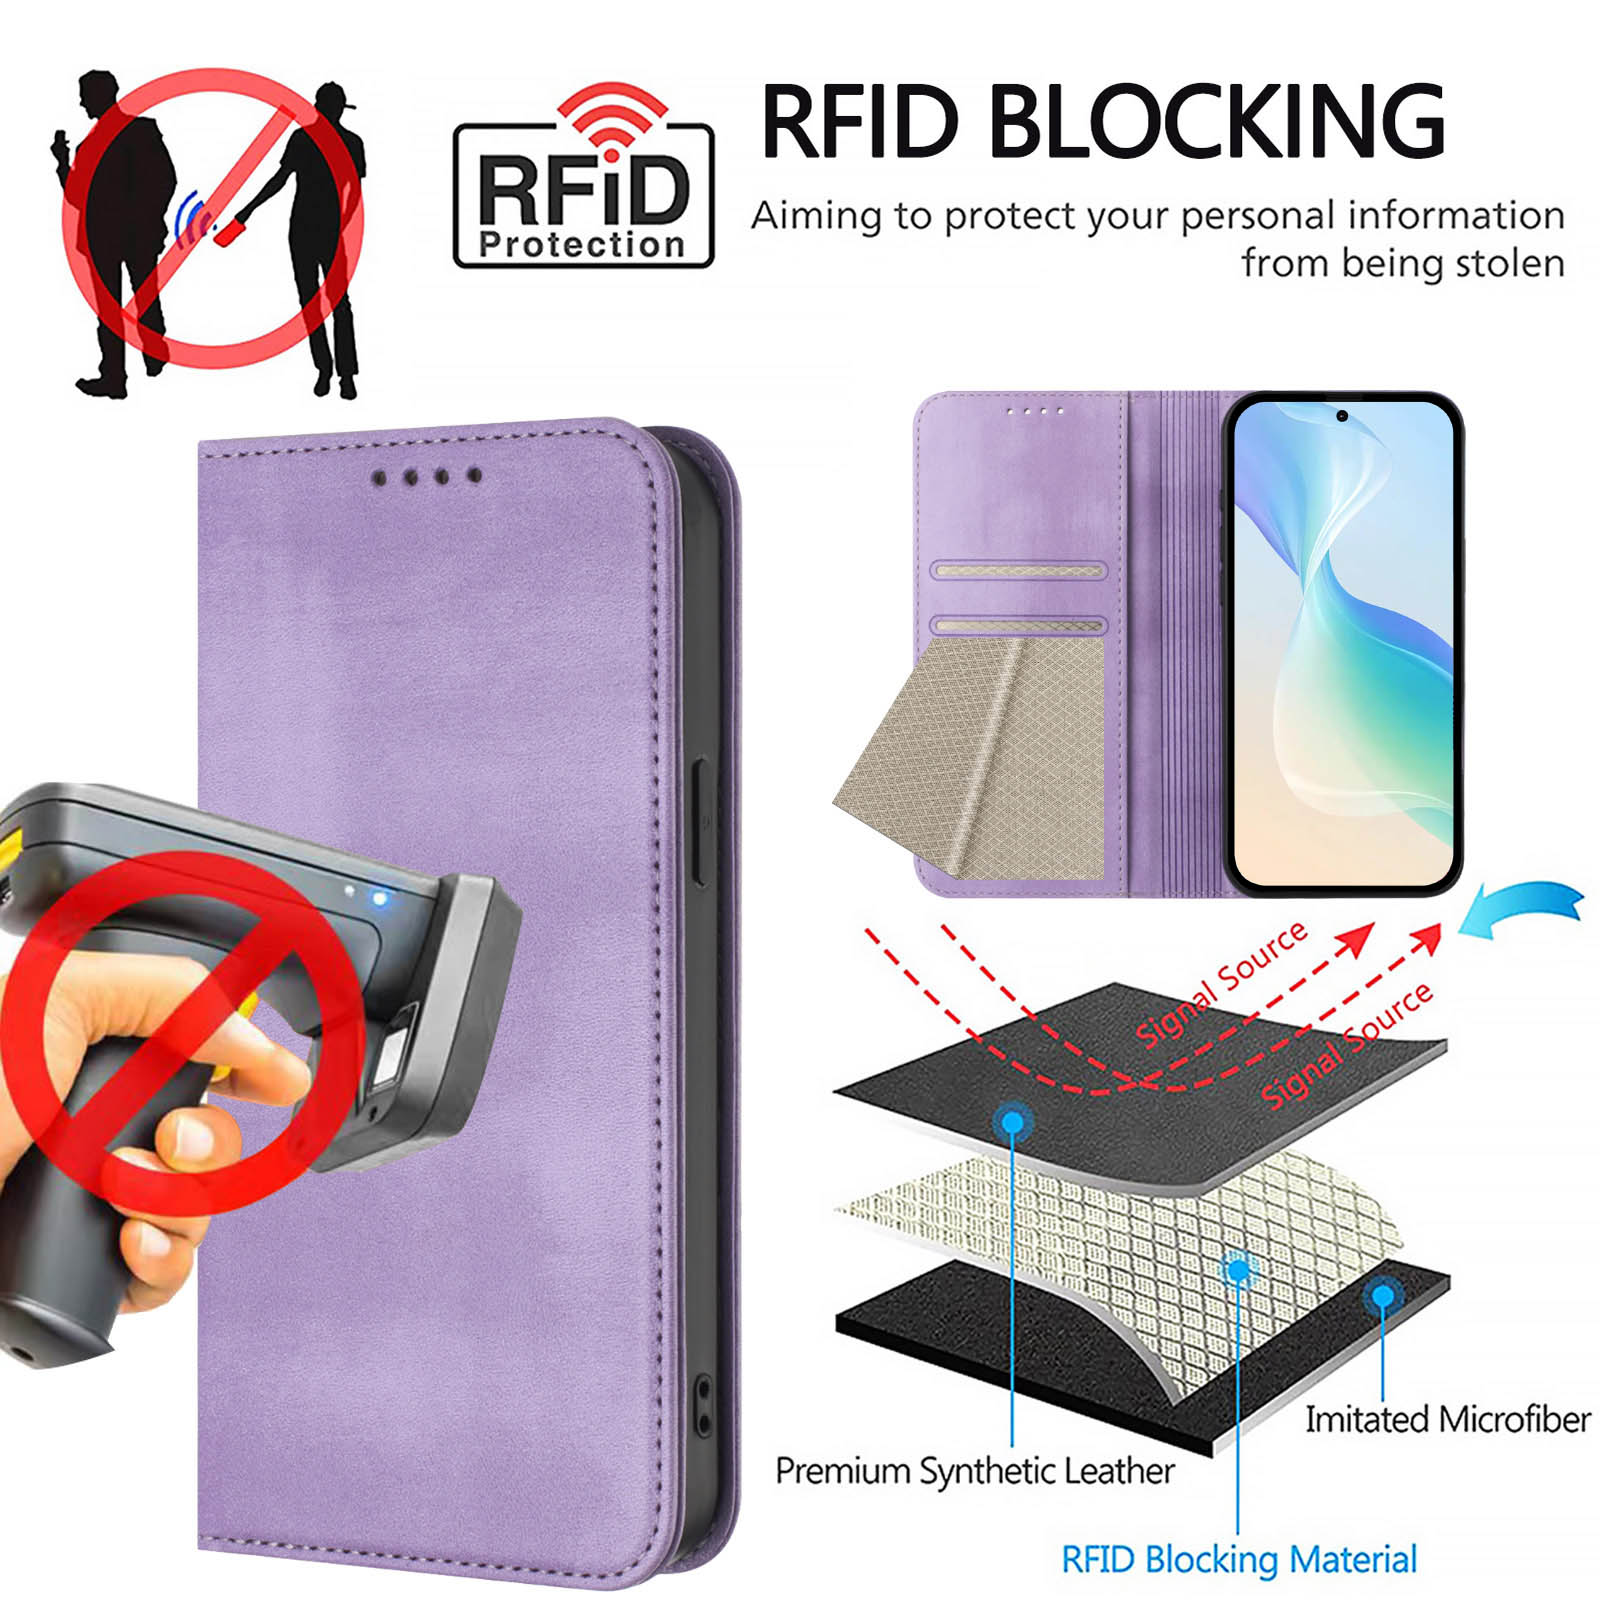 RFiD
Protection
RFID BLOCKING
Aiming to protect your personal information
from being stolen
Signal Source
Signal Source
Imitated Microfiber
Premium Synthetic Leather
RFID Blocking Material